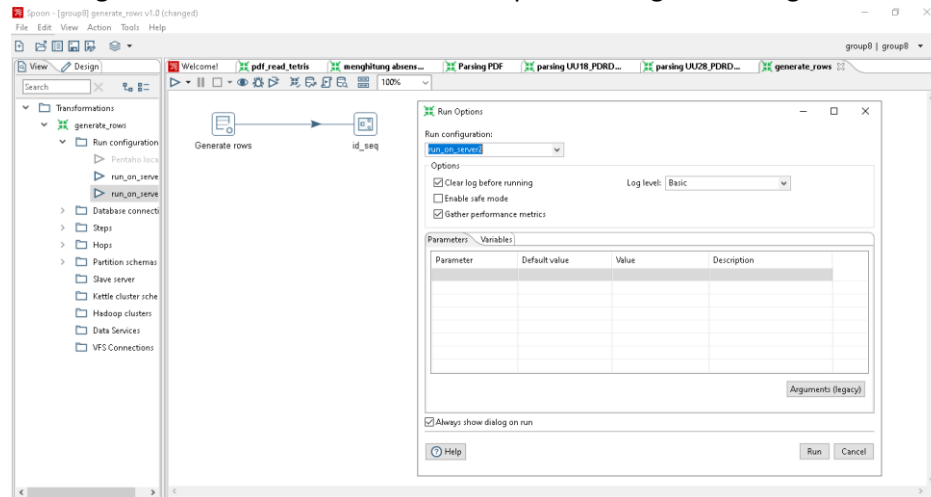 Spoon - [group8] generate_rows v1.0 (changed)
File Edit View Action Tools Help
group8 | group8
View Design
Search
Transformations
generate_rows
Run configuration
Pentaho loca
run_on_serve
run_on_serve
Database connecti
Steps
Hops
Partition schemas
Slave server
Kettle cluster sche
Hadoop clusters
Data Services
VFS Connections
Welcome! pdf_read_tetris menghitung absens... Parsing PDF parsing UU18_PDRD... parsing UU28_PDRD... generate_rows
100%
Generate rows id_seq
Run Options
Run configuration:
run_on_server2
Options
Clear log before running Log level: Basic
Enable safe mode
Gather performance metrics
Parameters Variables
Parameter Default value Value Description
Arguments (legacy)
Always show dialog on run
Help Run Cancel